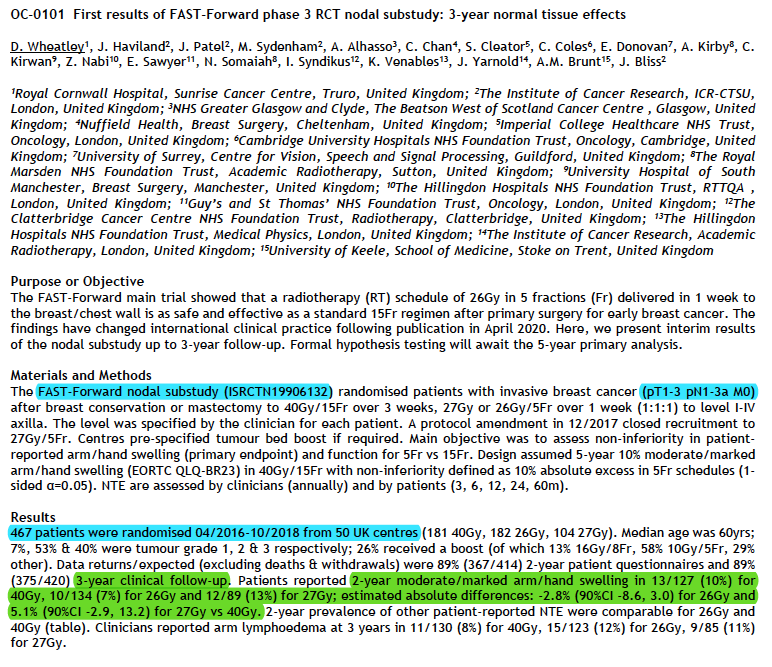 OC-0101 First results of FAST-Forward phase 3 RCT nodal substudy: 3-year normal tissue effects
D. Wheatley1, J. Haviland2, J. Patel2, M. Sydenham2, A. Alhasso3, C. Chan4, S. Cleator5, C. Coles6, E. Donovan7, A. Kirby8, C.
Kirwan9, Z. Nabi10, E. Sawyer11, N. Somaiah8, I. Syndikus12, K. Venables13, J. Yarnold14, A.M. Brunt15, J. Bliss2
1Royal Cornwall Hospital, Sunrise Cancer Centre, Truro, United Kingdom; 2The Institute of Cancer Research, ICR-CTSU,
London, United Kingdom; 3NHS Greater Glasgow and Clyde, The Beatson West of Scotland Cancer Centre , Glasgow, United
Kingdom; 4Nuffield Health, Breast Surgery, Cheltenham, United Kingdom; 5Imperial College Healthcare NHS Trust,
Oncology, London, United Kingdom; 6Cambridge University Hospitals NHS Foundation Trust, Oncology, Cambridge, United
Kingdom; 7University of Surrey, Centre for Vision, Speech and Signal Processing, Guildford, United Kingdom; 8The Royal
Marsden NHS Foundation Trust, Academic Radiotherapy, Sutton, United Kingdom; 9University Hospital of South
Manchester, Breast Surgery, Manchester, United Kingdom; 10The Hillingdon Hospitals NHS Foundation Trust, RTTQA ,
London, United Kingdom; 11Guy's and St Thomas' NHS Foundation Trust, Oncology, London, United Kingdom; 12The
Clatterbridge Cancer Centre NHS Foundation Trust, Radiotherapy, Clatterbridge, United Kingdom; 13The Hillingdon
Hospitals NHS Foundation Trust, Medical Physics, London, United Kingdom; 14The Institute of Cancer Research, Academic
Radiotherapy, London, United Kingdom; 15University of Keele, School of Medicine, Stoke on Trent, United Kingdom
Purpose or Objective
The FAST-Forward main trial showed that a radiotherapy (RT) schedule of 26Gy in 5 fractions (Fr) delivered in 1 week to
the breast/chest wall is as safe and effective as a standard 15Fr regimen after primary surgery for early breast cancer. The
findings have changed international clinical practice following publication in April 2020. Here, we present interim results
of the nodal substudy up to 3-year follow-up. Formal hypothesis testing will await the 5-year primary analysis.
Materials and Methods
The FAST-Forward nodal substudy (ISRCTN19906132) randomised patients with invasive breast cancer (pT1-3 pN1-3a M0)
after breast conservation or mastectomy to 40Gy/15Fr over 3 weeks, 27Gy or 26Gy/5Fr over 1 week (1:1:1) to level I-IV
axilla. The level was specified by the clinician for each patient. A protocol amendment in 12/2017 closed recruitment to
27Gy/5Fr. Centres pre-specified tumour bed boost if required. Main objective was to assess non-inferiority in patient-
reported arm/hand swelling (primary endpoint) and function for 5Fr vs 15Fr. Design assumed 5-year 10% moderate/marked
arm/hand swelling (EORTC QLQ-BR23) in 40Gy/15Fr with non-inferiority defined as 10% absolute excess in 5Fr schedules (1-
sided α=0.05). NTE are assessed by clinicians (annually) and by patients (3, 6, 12, 24, 60m).
Results
467 patients were randomised 04/2016-10/2018 from 50 UK centres (181 40Gy, 182 26Gy, 104 27Gy). Median age was 60yrs;
7%, 53% & 40% were tumour grade 1, 2 & 3 respectively; 26% received a boost (of which 13% 16Gy/8Fr, 58% 10Gy/5Fr, 29%
other). Data returns/expected (excluding deaths & withdrawals) were 89% (367/414) 2-year patient questionnaires and 89%
(375/420) 3-year clinical follow-up. Patients reported 2-year moderate/marked arm/hand swelling in 13/127 (10%) for
40Gy, 10/134 (7%) for 26Gy and 12/89 (13%) for 27Gy; estimated absolute differences: -2.8% (90%CI -8.6, 3.0) for 26Gy and
5.1% (90%CI -2.9, 13.2) for 27Gy vs 40Gy. 2-year prevalence of other patient-reported NTE were comparable for 26Gy and
40Gy (table). Clinicians reported arm lymphoedema at 3 years in 11/130 (8%) for 40Gy, 15/123 (12%) for 26Gy, 9/85 (11%)
for 27Gy.